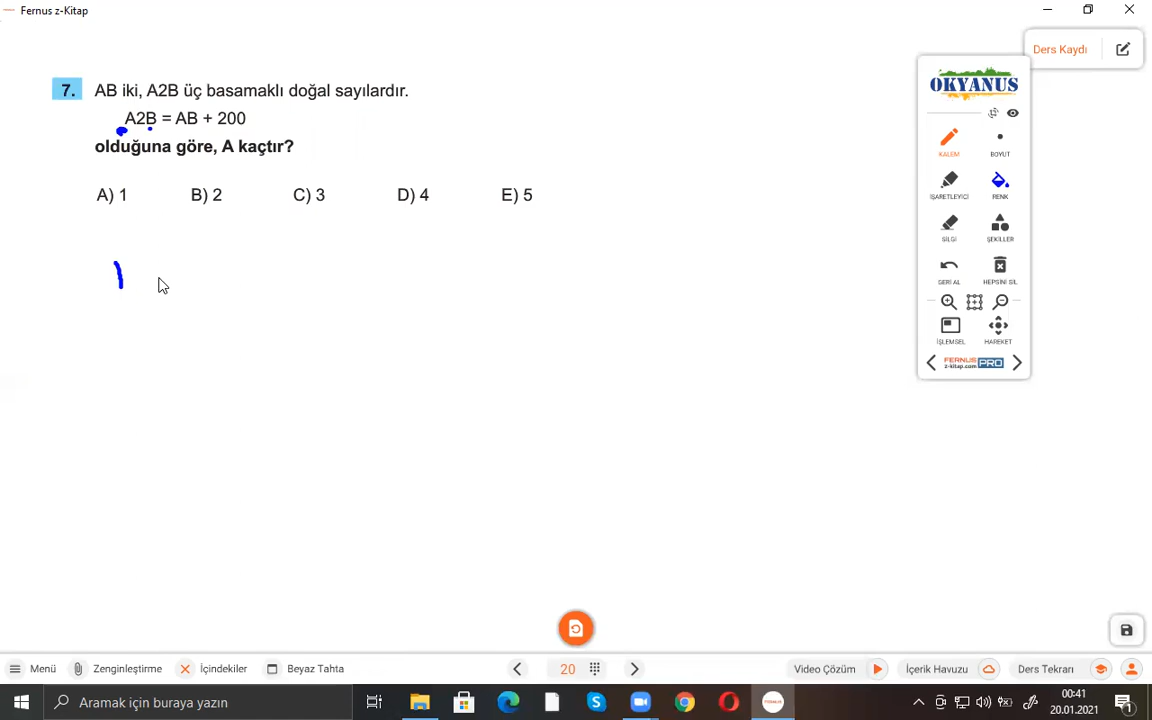 Fernus z-Kitap
Ders Kaydı
7. AB iki, A2B üç basamaklı doğal sayılardır.
A2B = AB + 200
olduğuna göre, A kaçtır?
A) 1 B) 2 C) 3 D) 4 E) 5
OKYANUS
KALEM BOYUT
İŞARETLEYİCİ RENK
SİLGİ ŞEKİLLER
GERİ AL HEPSİNİ SİL
İŞLEMSEL HAREKET
FERNUS z-kitap.com PRO
Menü Zenginleştirme İçindekiler Beyaz Tahta 20 Video Çözüm İçerik Havuzu Ders Tekrarı
Aramak için buraya yazın
00:41
20.01.2021
1